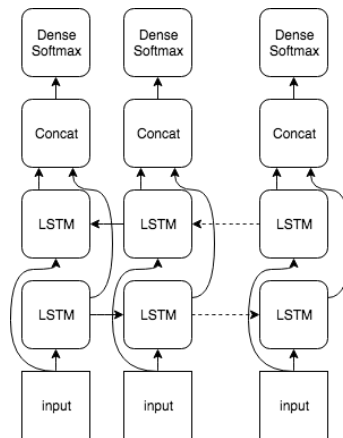 Dense
Softmax
Dense
Softmax
Dense
Softmax
Concat
Concat
Concat
LSTM
LSTM
LSTM
LSTM
LSTM
LSTM
input
input
input